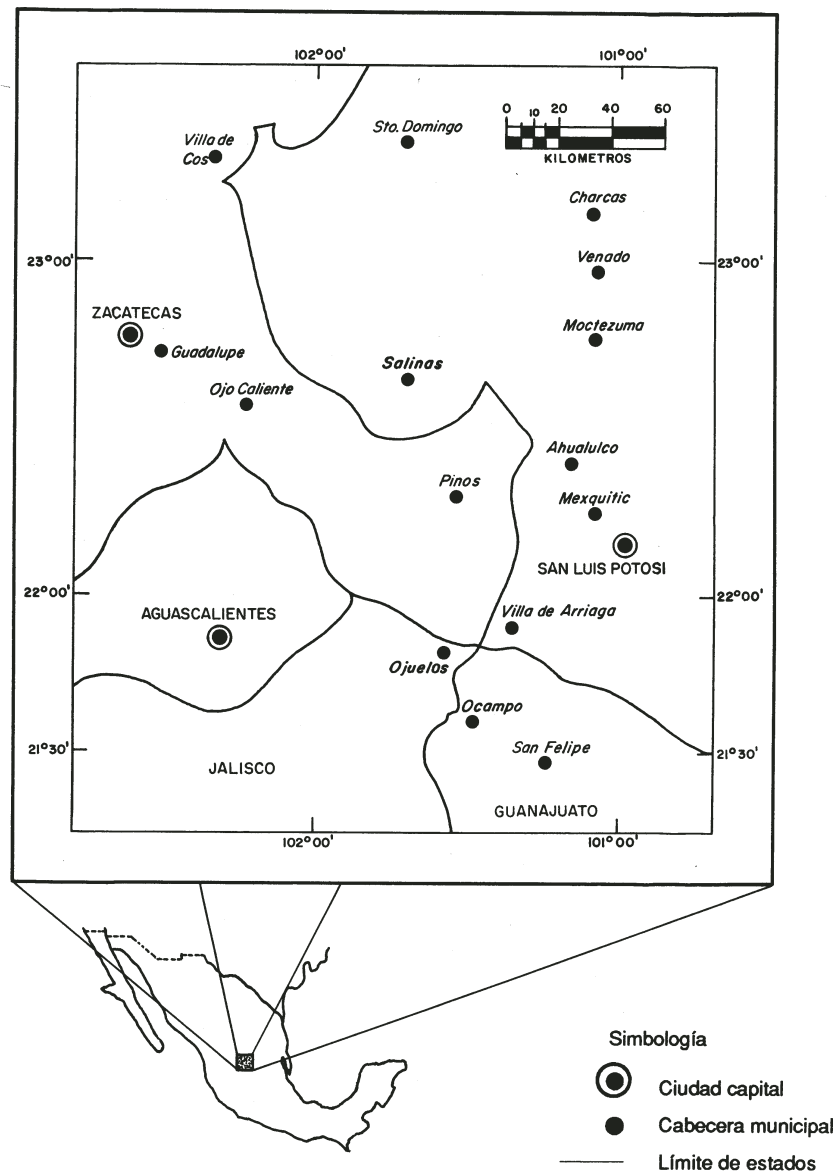 102°00' 101°00'
0 10 20 40 60
KILOMETROS
Villa de
Cos
Sto. Domingo
Charcas
23°00' 23°00'
Venado
ZACATECAS
Moctezuma
Guadalupe
Salinas
Ojo Caliente
Ahualulco
Pinos
Mexquitic
SAN LUIS POTOSI
22°00' 22°00'
AGUASCALIENTES
Villa de Arriaga
Ojuelos
Ocampo
San Felipe
21°30' 21°30'
JALISCO
GUANAJUATO
102°00' 101°00'
Simbología
Ciudad capital
Cabecera municipal
Límite de estados